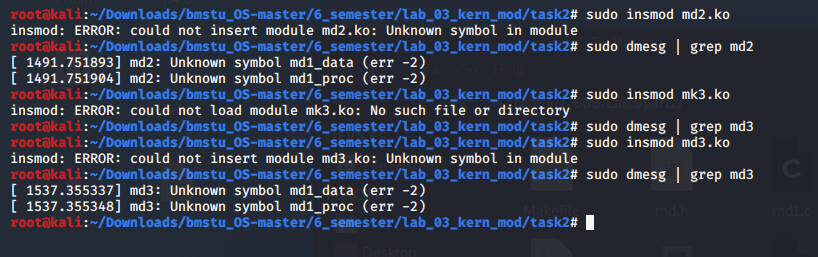 root@kali:~/Downloads/bmstu_OS-master/6_semester/lab_03_kern_mod/task2# sudo insmod md2.ko
insmod: ERROR: could not insert module md2.ko: Unknown symbol in module
root@kali:~/Downloads/bmstu_OS-master/6_semester/lab_03_kern_mod/task2# sudo dmesg | grep md2
[ 1491.751893] md2: Unknown symbol md1_data (err -2)
[ 1491.751904] md2: Unknown symbol md1_proc (err -2)
root@kali:~/Downloads/bmstu_OS-master/6_semester/lab_03_kern_mod/task2# sudo insmod mk3.ko
insmod: ERROR: could not load module mk3.ko: No such file or directory
root@kali:~/Downloads/bmstu_OS-master/6_semester/lab_03_kern_mod/task2# sudo dmesg | grep md3
root@kali:~/Downloads/bmstu_OS-master/6_semester/lab_03_kern_mod/task2# sudo insmod md3.ko
insmod: ERROR: could not insert module md3.ko: Unknown symbol in module
root@kali:~/Downloads/bmstu_OS-master/6_semester/lab_03_kern_mod/task2# sudo dmesg | grep md3
[ 1537.355337] md3: Unknown symbol md1_data (err -2)
[ 1537.355348] md3: Unknown symbol md1_proc (err -2)
root@kali:~/Downloads/bmstu_OS-master/6_semester/lab_03_kern_mod/task2#
Makefile
md.h
md1.c
Desktop